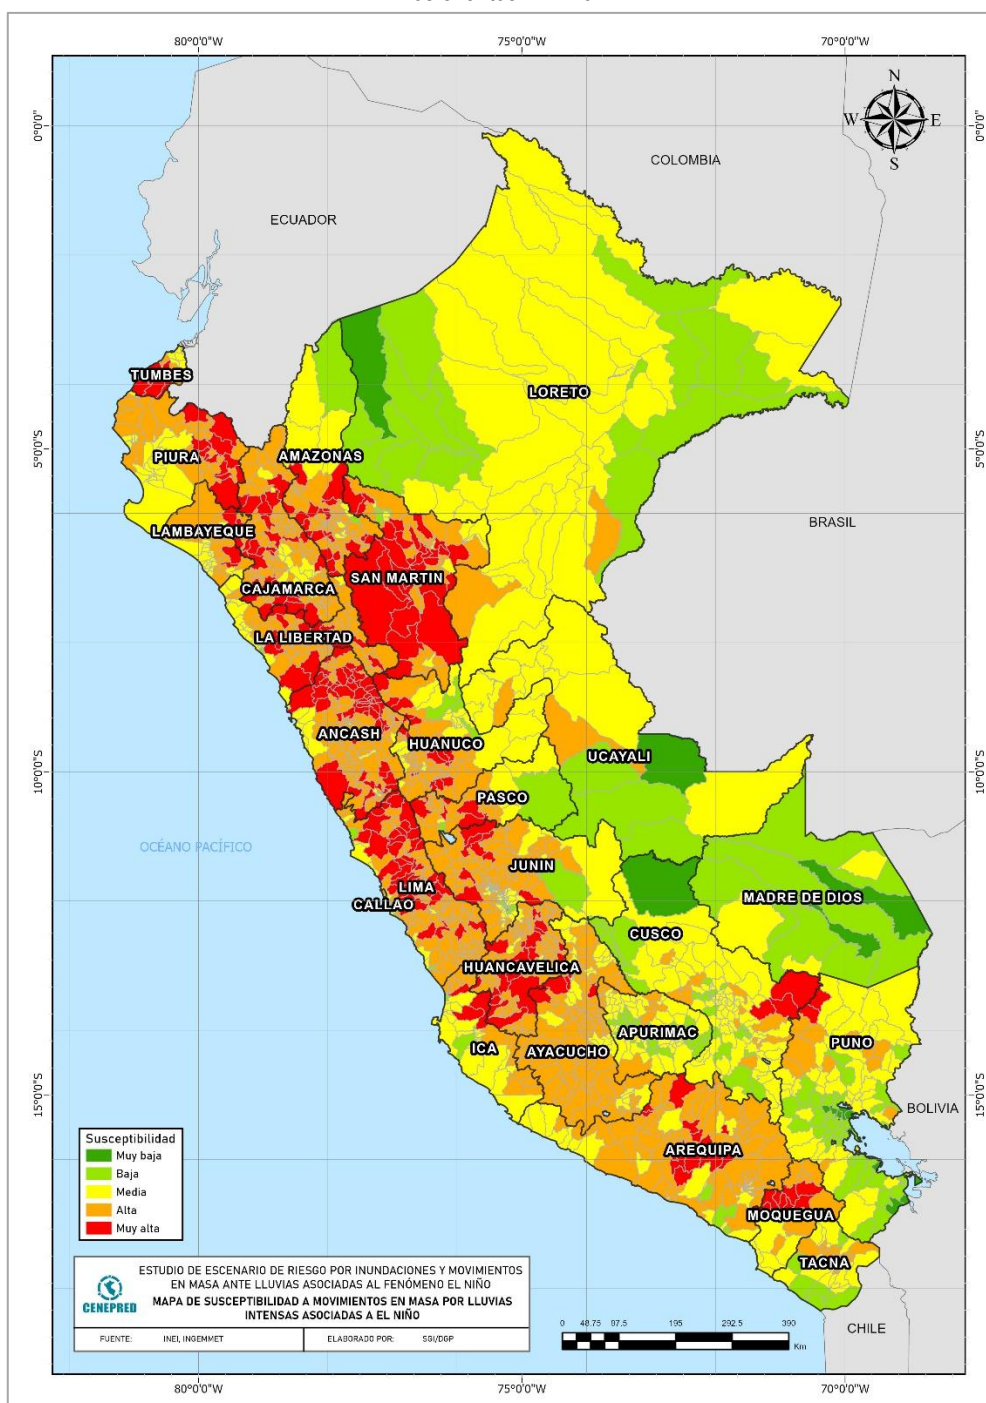 80°0'0"W 75°0'0"W 70°0'0"W
N
W E
S
0°0'0" 0°0'0"
COLOMBIA
ECUADOR
TUMBES
LORETO
5°0'0"S 5°0'0"S
PIURA
AMAZONAS
BRASIL
LAMBAYEQUE
SAN MARTIN
CAJAMARCA
LA LIBERTAD
ANCASH
HUANUCO
UCAYALI
10°0'0"S 10°0'0"S
PASCO
OCÉANO PACÍFICO
JUNIN
LIMA
CALLAO
MADRE DE DIOS
CUSCO
HUANCAVELICA
APURIMAC
PUNO
ICA
AYACUCHO
15°0'0"S 15°0'0"S
BOLIVIA
AREQUIPA
MOQUEGUA
TACNA
CHILE
Susceptibilidad
Muy baja
Baja
Media
Alta
Muy alta
CENEPRED
ESTUDIO DE ESCENARIO DE RIESGO POR INUNDACIONES Y MOVIMIENTOS
EN MASA ANTE LLUVIAS ASOCIADAS AL FENÓMENO EL NIÑO
MAPA DE SUSCEPTIBILIDAD A MOVIMIENTOS EN MASA POR LLUVIAS
INTENSAS ASOCIADAS A EL NIÑO
FUENTE: INEI, INGEMMET ELABORADO POR: SGI/DGP
0 48.75 97.5 195 292.5 390
Km
80°0'0"W 75°0'0"W 70°0'0"W